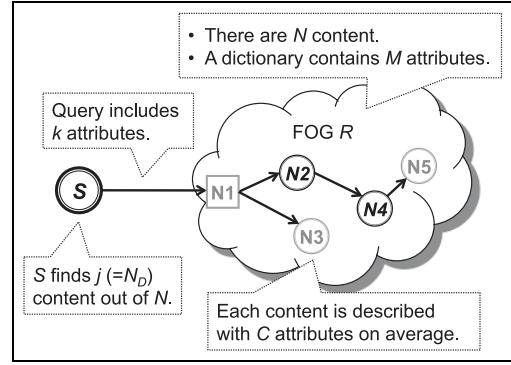 • There are N content.
• A dictionary contains M attributes.
Query includes
k attributes.
FOG R
S
N1
N2
N3
N4
N5
S finds j (=N_D)
content out of N.
Each content is described
with C attributes on average.